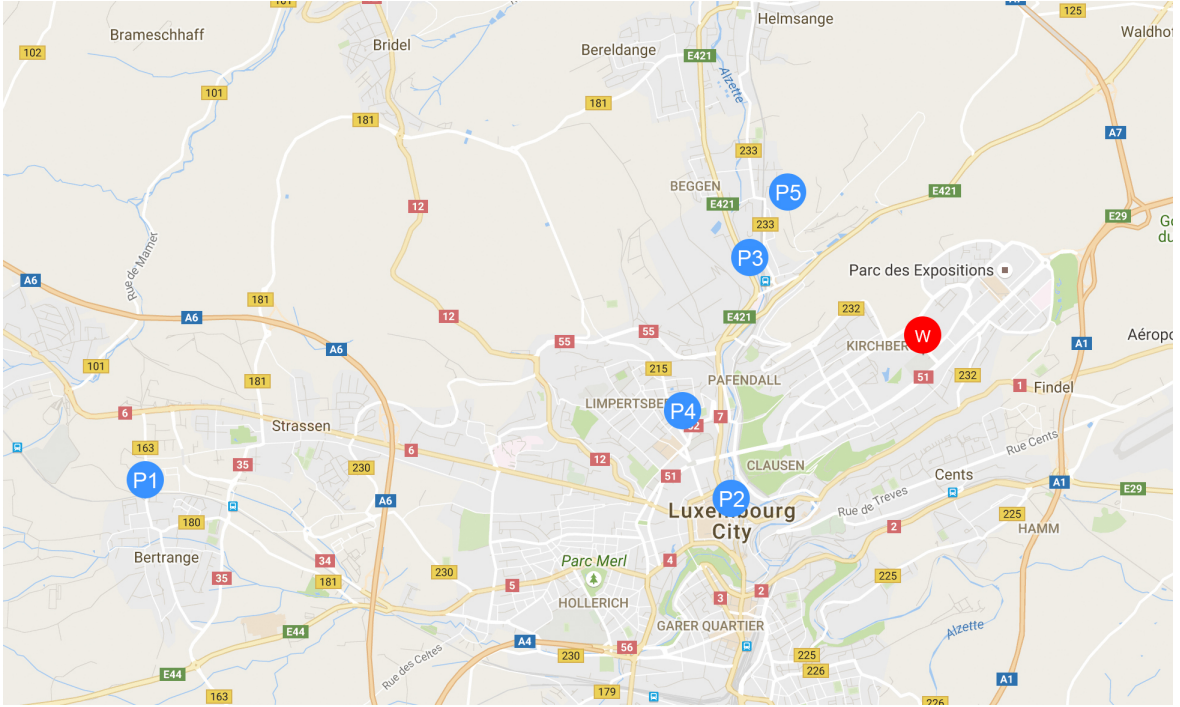 Helmsange
125
Waldhof
Brameschhaff
Bridel
Bereldange
102
E421
Alzette
101
181
181
A7
233
BEGGEN
P5
E421
12
E421
233
E29
Rue de Mamer
P3
Parc des Expositions
A6
181
232
A6
12
E421
W
KIRCHBER
Aéropo
55
55
A1
A6
101
215
51
232
PAFENDALL
1
Findel
181
LIMPERTSBE
P4
7
6
Strassen
Rue Cents
163
6
12
35
230
51
CLAUSEN
Cents
P1
A1
E29
P2
A6
Rue de Treves
Luxembourg
City
225
180
2
HAMM
Bertrange
34
Parc Merl
4
230
225
35
181
5
2
HOLLERICH
3
E44
GARER QUARTIER
Alzette
A4
56
Rue des Celtes
230
225
E44
226
A1
163
179
226